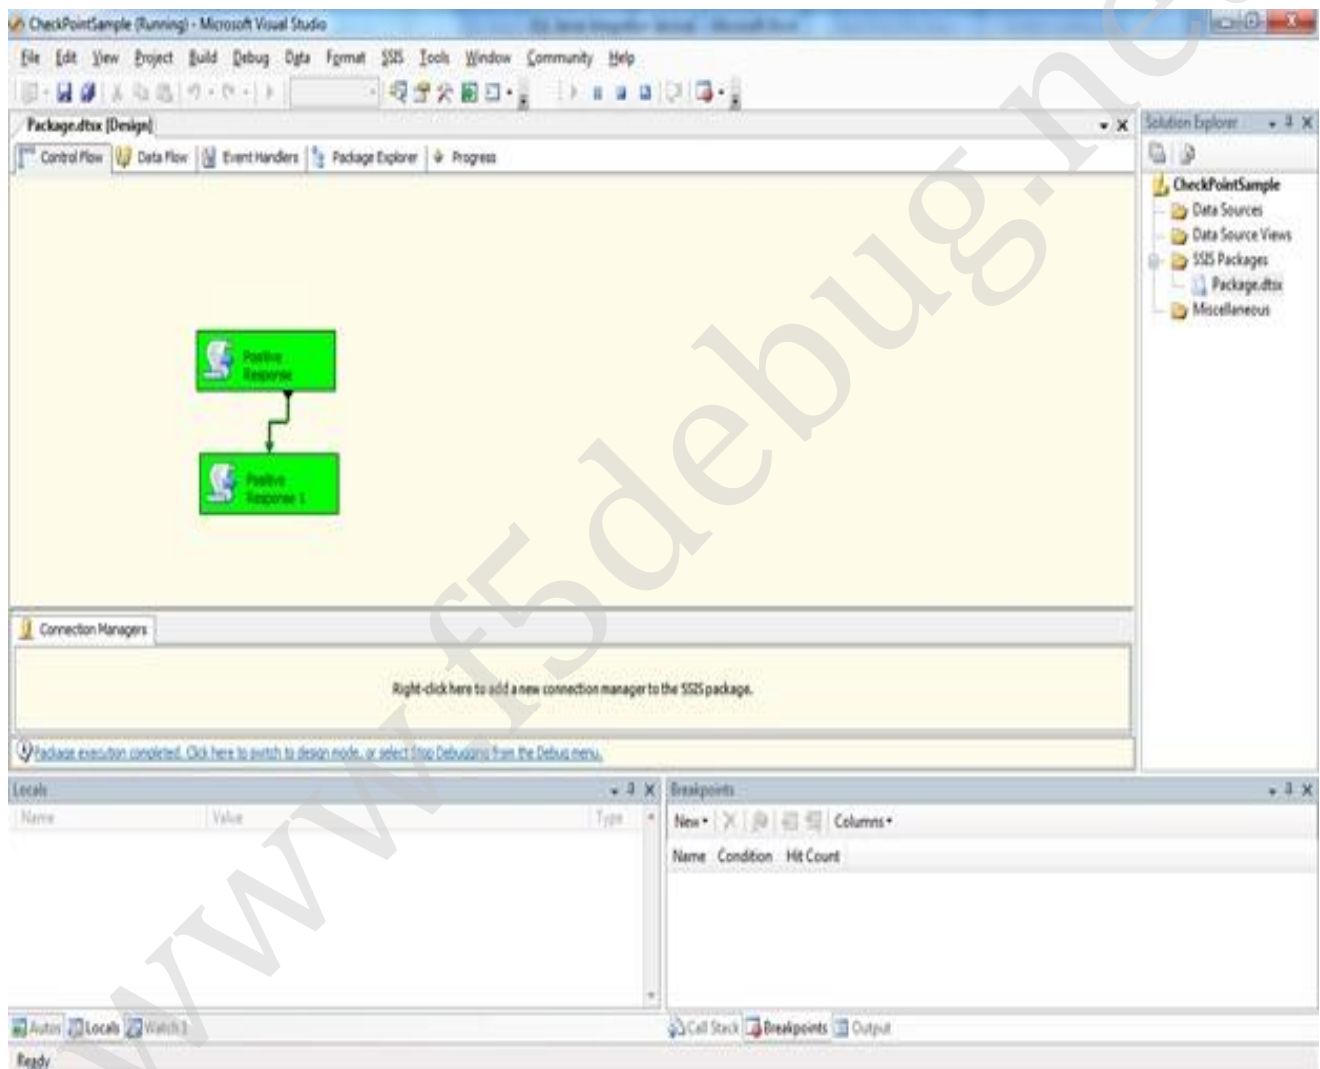 CheckPointSample (Running) - Microsoft Visual Studio
File Edit View Project Build Debug Data Format SSIS Tools Window Community Help
Package.dtsx [Design]
Control Flow Data Flow Event Handlers Package Explorer Progress
Solution Explorer
CheckPointSample
Data Sources
Data Source Views
SSIS Packages
Package.dtsx
Miscellaneous
Positive
Response
Positive
Response 1
Connection Managers
Right-click here to add a new connection manager to the SSIS package.
Package execution completed. Click here to switch to design mode, or select Stop Debugging from the Debug menu.
Locals
Name Value Type
Breakpoints
New Columns
Name Condition Hit Count
Autos Locals Watch 1
Call Stack Breakpoints Output
Ready
www.f5debug.net